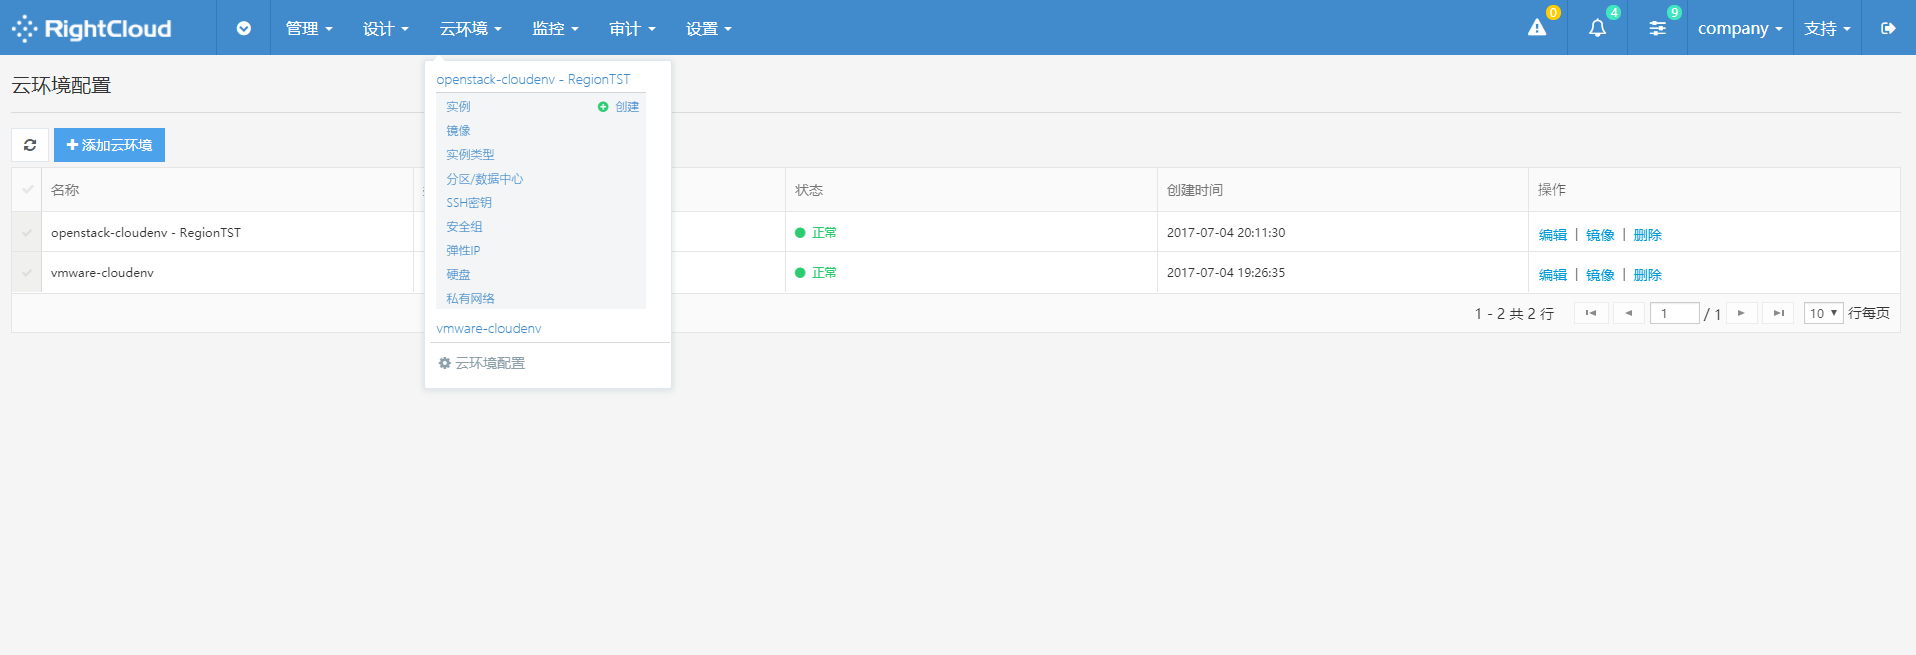 RightCloud 管理 设计 云环境 监控 审计 设置 0 4 9 company 支持
云环境配置
openstack-cloudenv - RegionTST
实例 创建
镜像
实例类型
分区/数据中心
SSH密钥
安全组
弹性IP
硬盘
私有网络
vmware-cloudenv
云环境配置
添加云环境
名称 状态 创建时间 操作
openstack-cloudenv - RegionTST 正常 2017-07-04 20:11:30 编辑 | 镜像 | 删除
vmware-cloudenv 正常 2017-07-04 19:26:35 编辑 | 镜像 | 删除
1 - 2 共 2 行 1 / 1 10 行每页